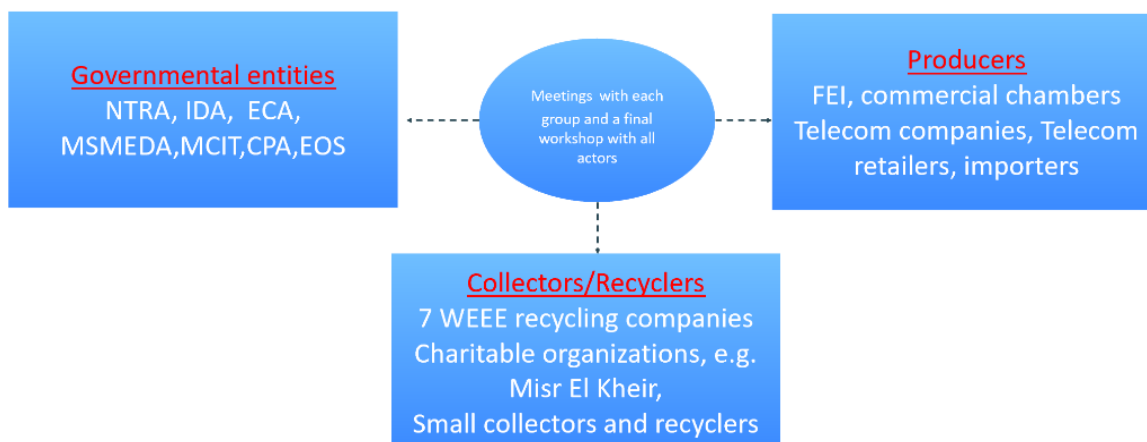 Governmental entities
NTRA, IDA, ECA,
MSMEDA,MCIT,CPA,EOS
Meetings with each
group and a final
workshop with all
actors
Producers
FEI, commercial chambers
Telecom companies, Telecom
retailers, importers
Collectors/Recyclers
7 WEEE recycling companies
Charitable organizations, e.g.
Misr El Kheir,
Small collectors and recyclers